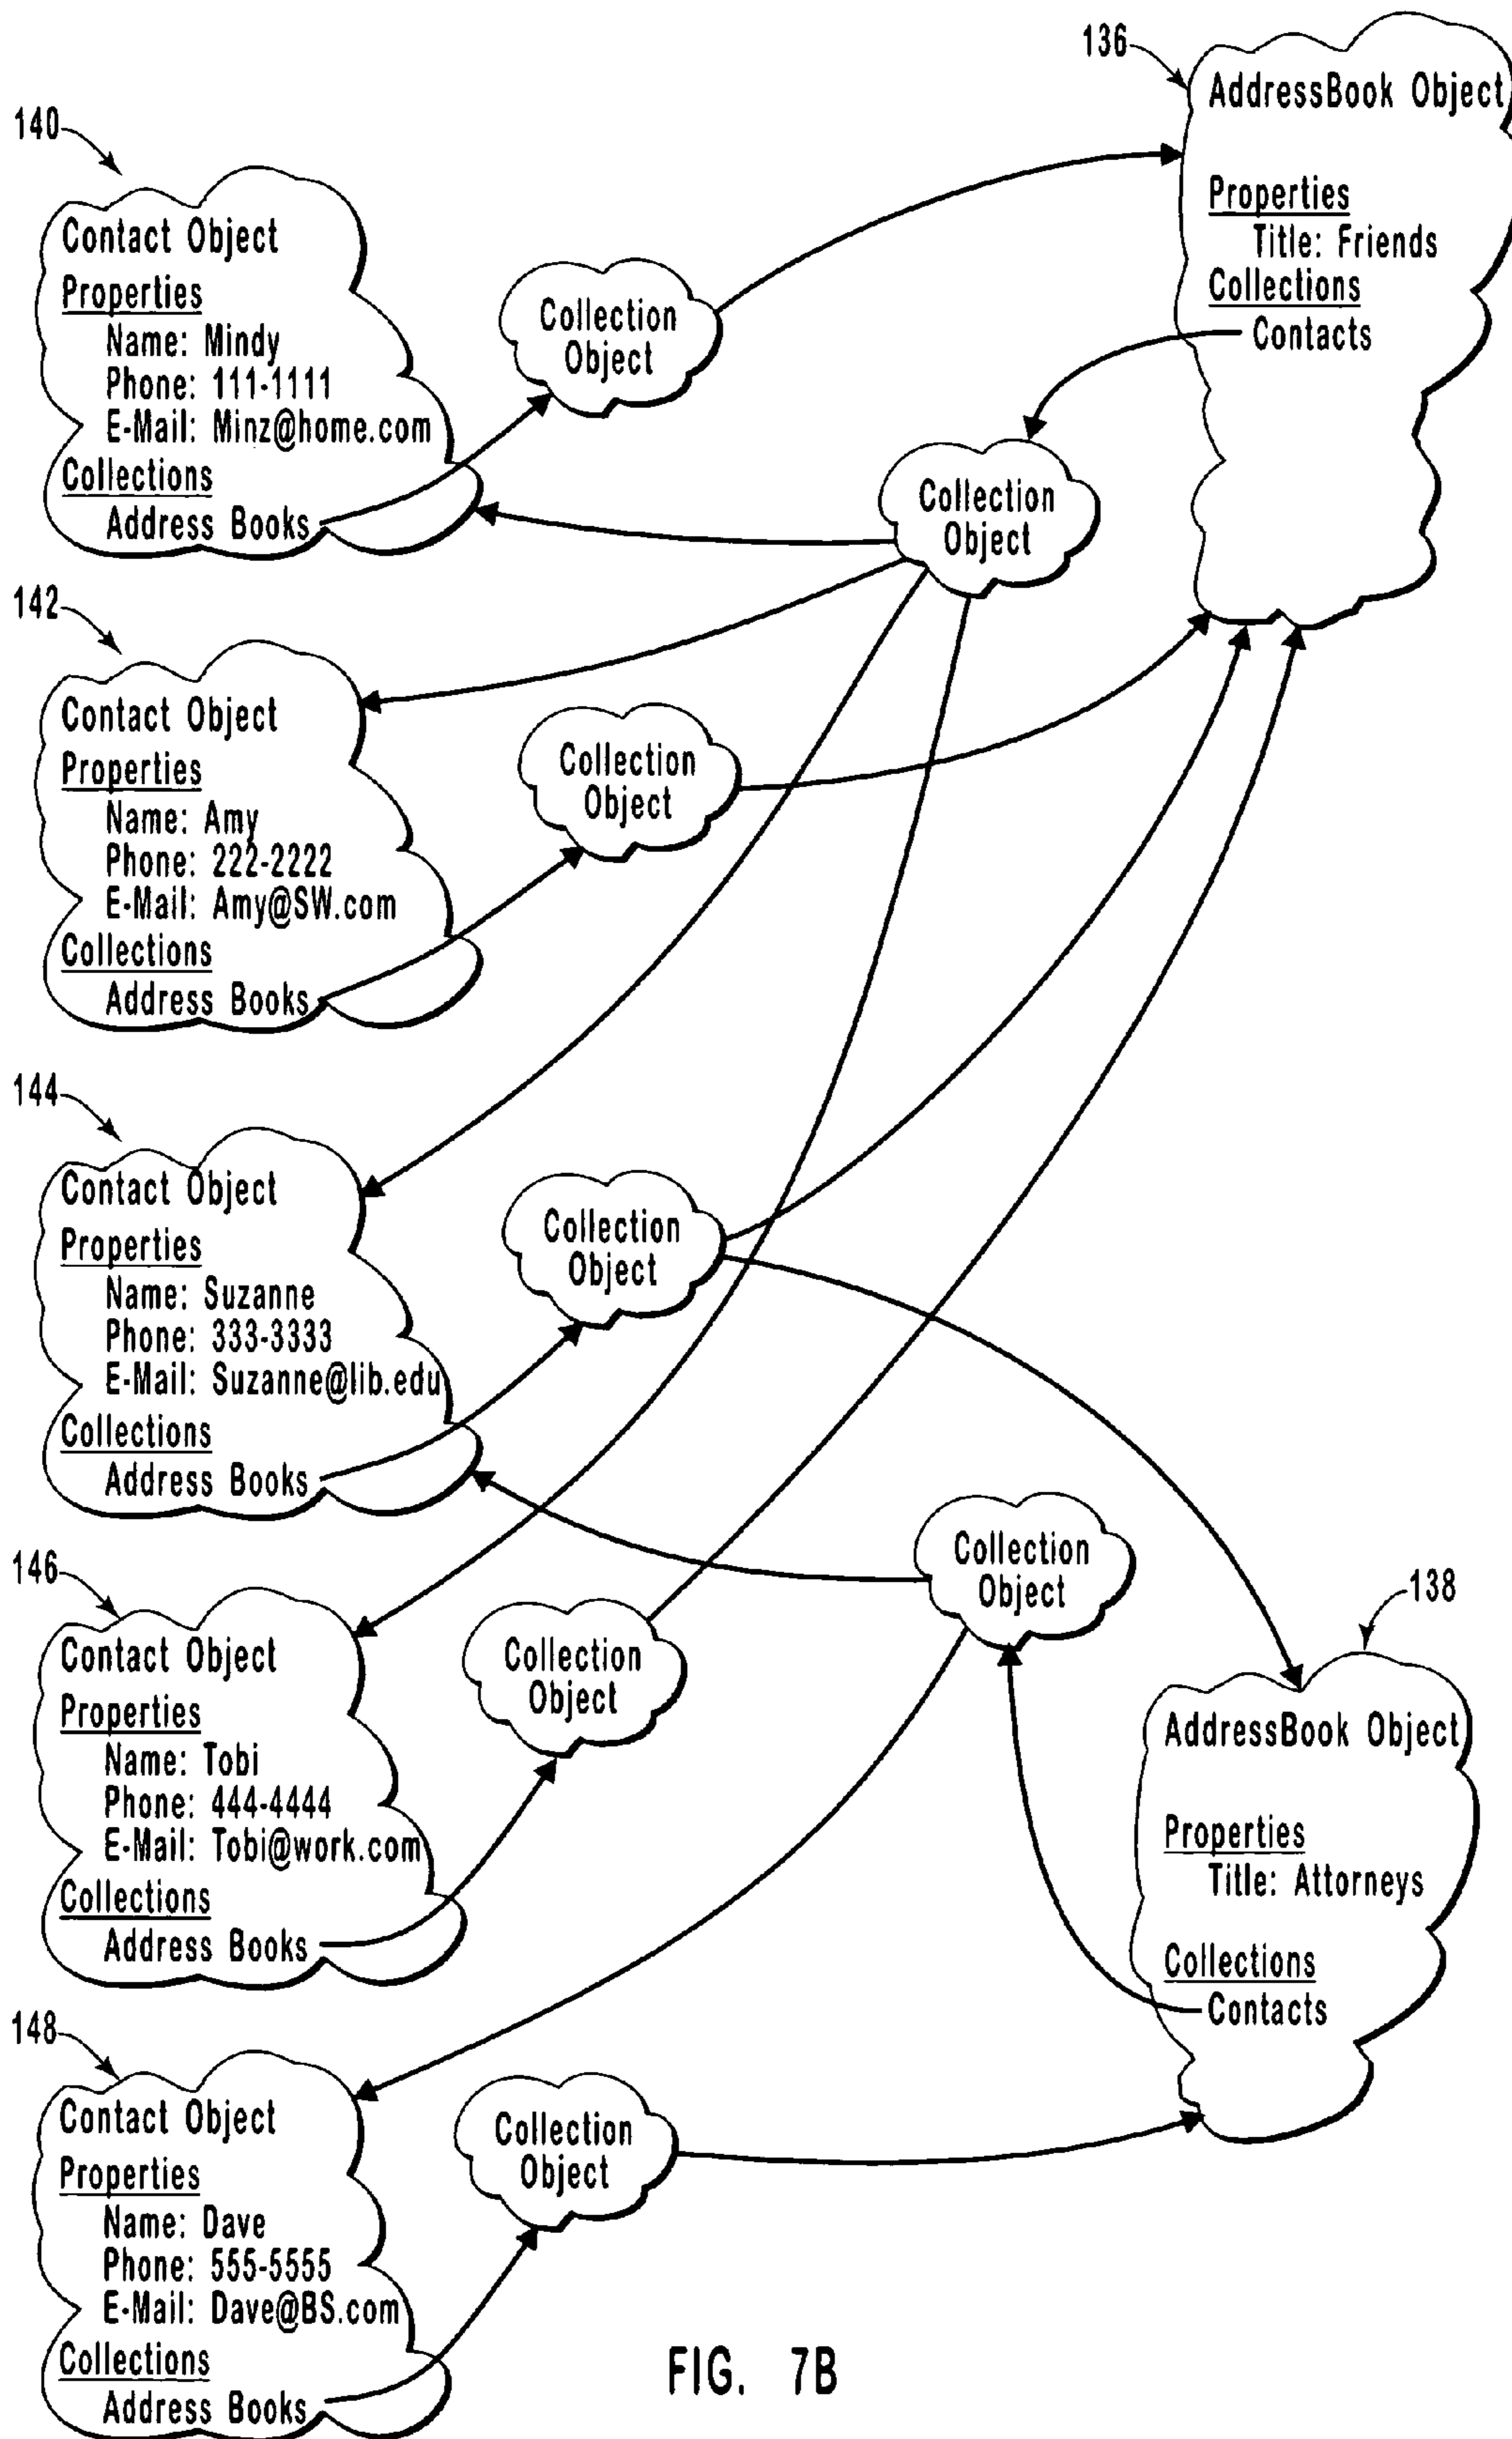 136
AddressBook Object
Properties
Title: Friends
Collections
Contacts
140
Contact Object
Properties
Name: Mindy
Phone: 111-1111
E-Mail: Minz@home.com
Collections
Address Books
Collection
Object
Collection
Object
142
Contact Object
Properties
Name: Amy
Phone: 222-2222
E-Mail: Amy@SW.com
Collections
Address Books
Collection
Object
144
Contact Object
Properties
Name: Suzanne
Phone: 333-3333
E-Mail: Suzanne@lib.edu
Collections
Address Books
Collection
Object
Collection
Object
146
Contact Object
Properties
Name: Tobi
Phone: 444-4444
E-Mail: Tobi@work.com
Collections
Address Books
Collection
Object
138
AddressBook Object
Properties
Title: Attorneys
Collections
Contacts
148
Contact Object
Properties
Name: Dave
Phone: 555-5555
E-Mail: Dave@BS.com
Collections
Address Books
Collection
Object
FIG. 7B